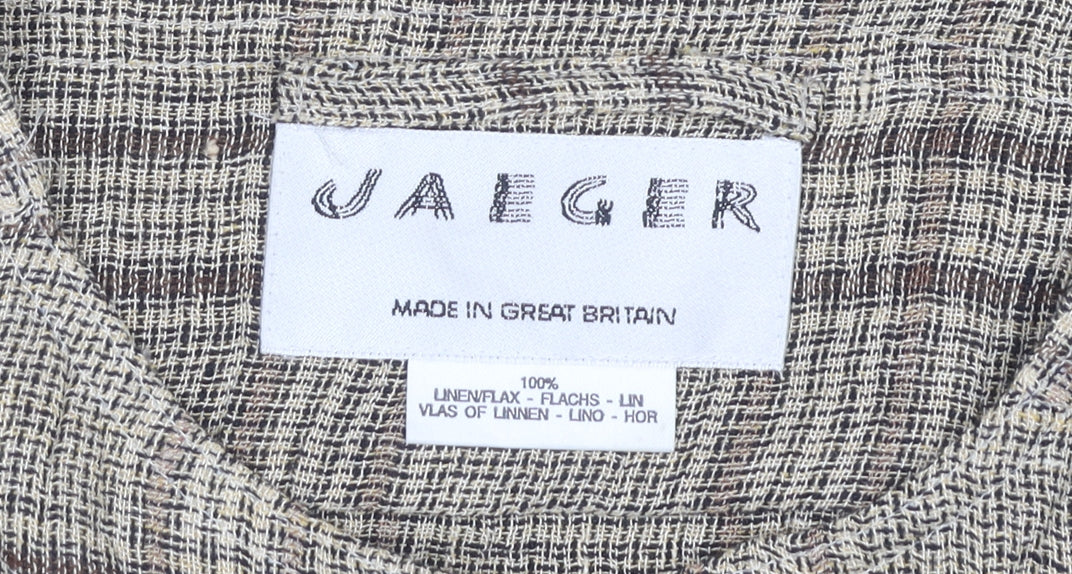 JAEGER
MADE IN GREAT BRITAIN
100%
LINEN/FLAX - FLACHS - LIN
VLAS OF LINNEN - LINO - HOR